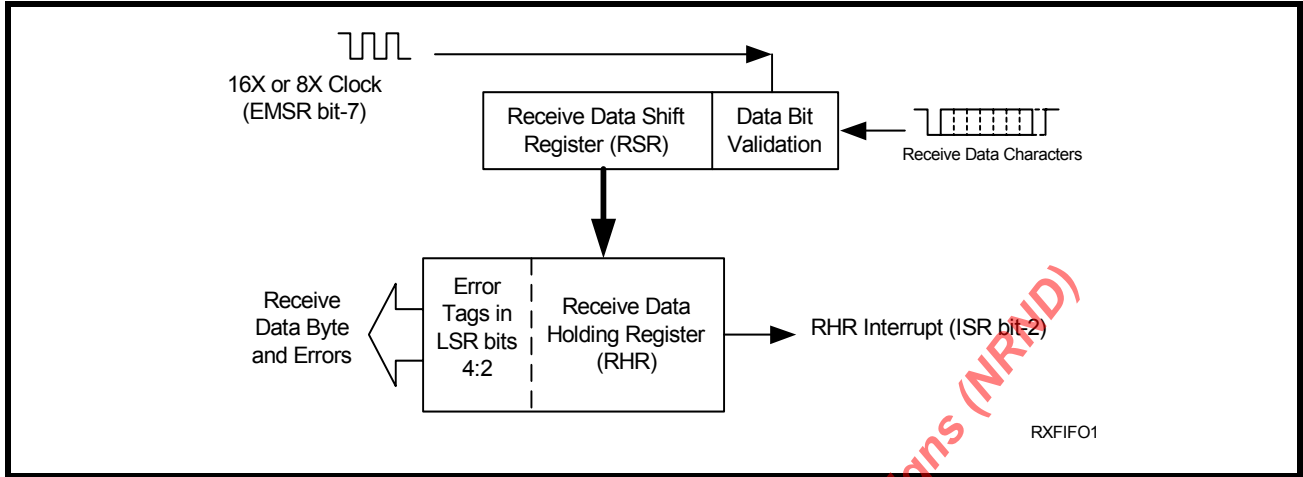 16X or 8X Clock
(EMSR bit-7)
Receive Data Shift
Register (RSR)
Data Bit
Validation
Receive Data Characters
Receive
Data Byte
and Errors
Error
Tags in
LSR bits
4:2
Receive Data
Holding Register
(RHR)
RHR Interrupt (ISR bit-2)
RXFIFO1
ns (NRND)